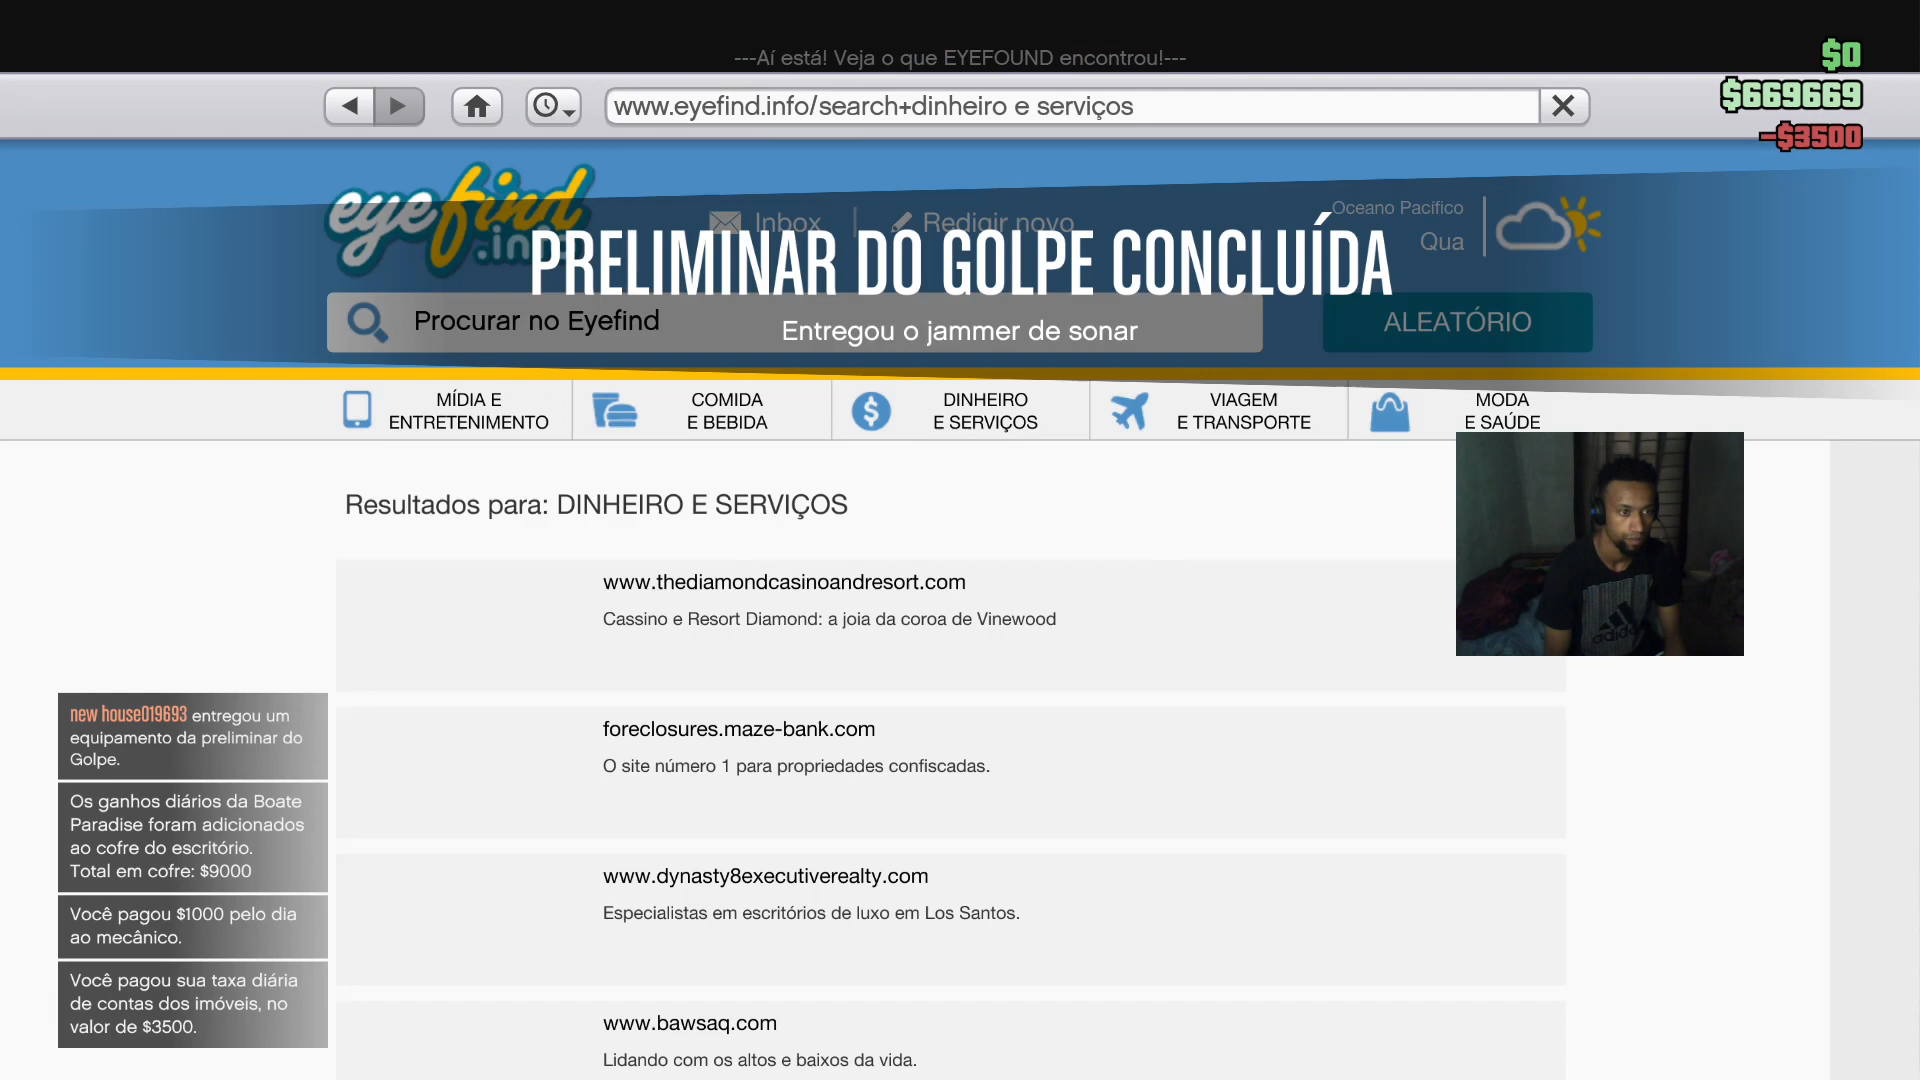 ---Aí está! Veja o que EYEFOUND encontrou!---
$0
www.eyefind.info/search+dinheiro e serviços
$669669
-$3500
eyefind
.info
Inbox
Redigir novo
Oceano Pacífico
Qua
PRELIMINAR DO GOLPE CONCLUÍDA
Procurar no Eyefind
Entregou o jammer de sonar
ALEATÓRIO
MÍDIA E
ENTRETENIMENTO
COMIDA
E BEBIDA
DINHEIRO
E SERVIÇOS
VIAGEM
E TRANSPORTE
MODA
E SAÚDE
Resultados para: DINHEIRO E SERVIÇOS
www.thediamondcasinoandresort.com
Cassino e Resort Diamond: a joia da coroa de Vinewood
foreclosures.maze-bank.com
O site número 1 para propriedades confiscadas.
www.dynasty8executiverealty.com
Especialistas em escritórios de luxo em Los Santos.
www.bawsaq.com
Lidando com os altos e baixos da vida.
new house019693 entregou um
equipamento da preliminar do
Golpe.
Os ganhos diários da Boate
Paradise foram adicionados
ao cofre do escritório.
Total em cofre: $9000
Você pagou $1000 pelo dia
ao mecânico.
Você pagou sua taxa diária
de contas dos imóveis, no
valor de $3500.
adidas